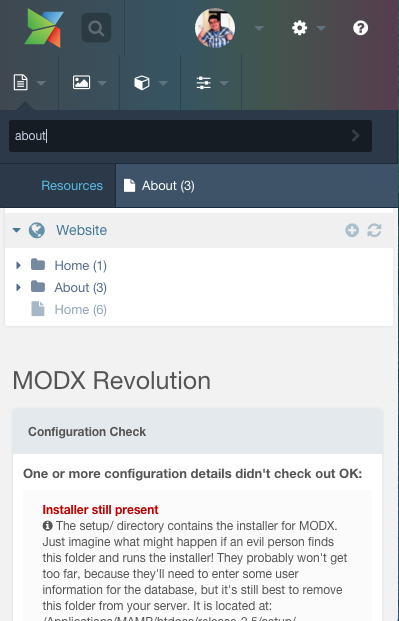 about
Resources
About (3)
Website
Home (1)
About (3)
Home (6)
MODX Revolution
Configuration Check
One or more configuration details didn't check out OK:
Installer still present
The setup/ directory contains the installer for MODX.
Just imagine what might happen if an evil person finds
this folder and runs the installer! They probably won't get
too far, because they'll need to enter some user
information for the database, but it's still best to remove
this folder from your server. It is located at:
/Applications/MAMP/htdocs/release-2.5/setup/